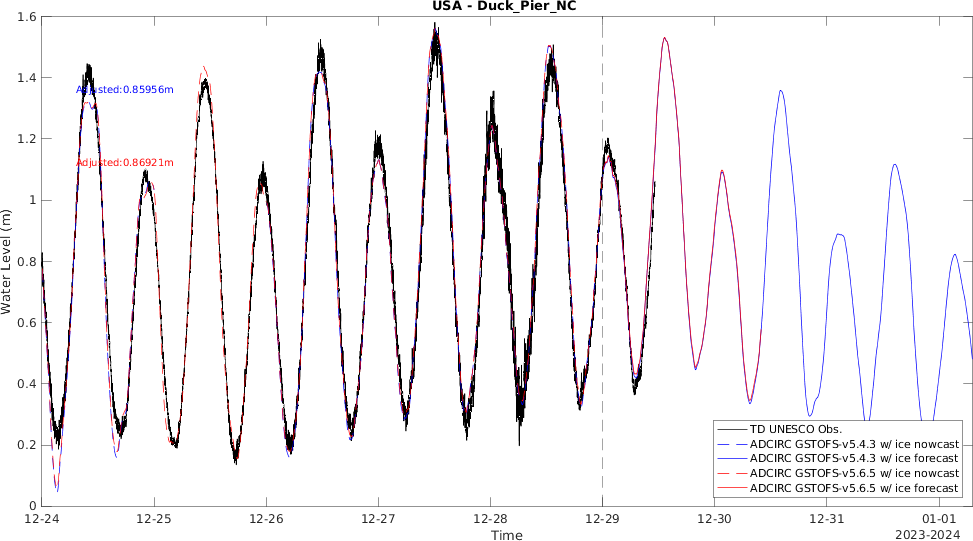 USA - Duck_Pier_NC
1.6
1.4
1.2
1
0.8
0.6
0.4
0.2
0
Water Level (m)
Adjusted:0.85956m
Adjusted:0.86921m
TD UNESCO Obs.
ADCIRC GSTOFS-v5.4.3 w/ ice nowcast
ADCIRC GSTOFS-v5.4.3 w/ ice forecast
ADCIRC GSTOFS-v5.6.5 w/ ice nowcast
ADCIRC GSTOFS-v5.6.5 w/ ice forecast
12-24 12-25 12-26 12-27 12-28 12-29 12-30 12-31 01-01
Time
2023-2024